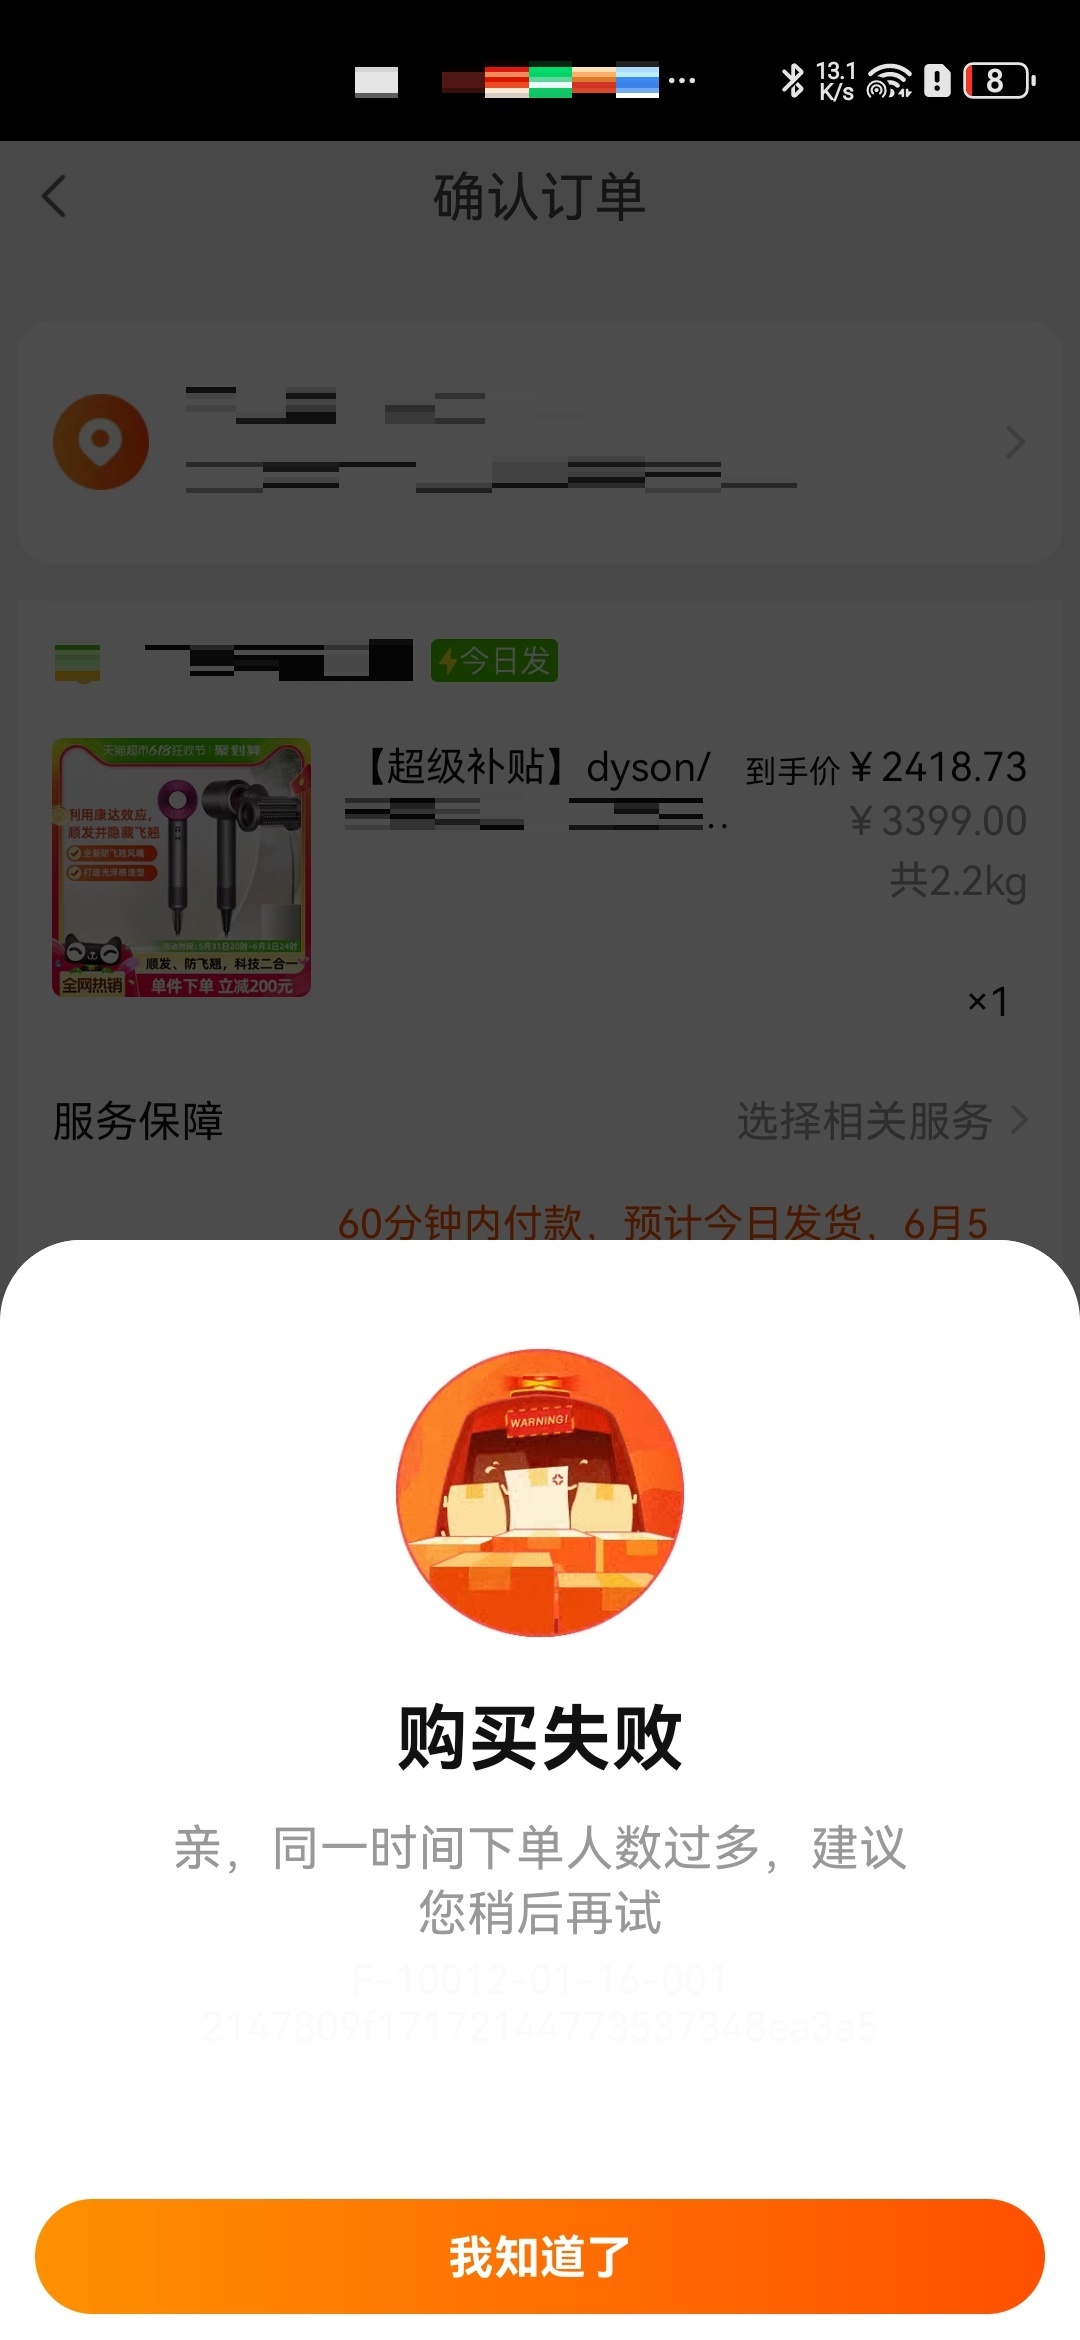 13.1
K/s
8
确认订单
今日发
天猫超市618狂欢节 聚划算
利用康达效应，
顺发并隐藏飞翘
全新防飞翘风嘴
打造光泽感造型
活动时间：5月31日20时-6月3日24时
顺发、防飞翘，科技二合一
全网热销 单件下单 立减200元
【超级补贴】dyson/
..
到手价 ¥2418.73
¥3399.00
共2.2kg
×1
服务保障 选择相关服务
60分钟内付款，预计今日发货，6月5
WARNING!
购买失败
亲，同一时间下单人数过多，建议
您稍后再试
F-10012-01-16-001
我知道了